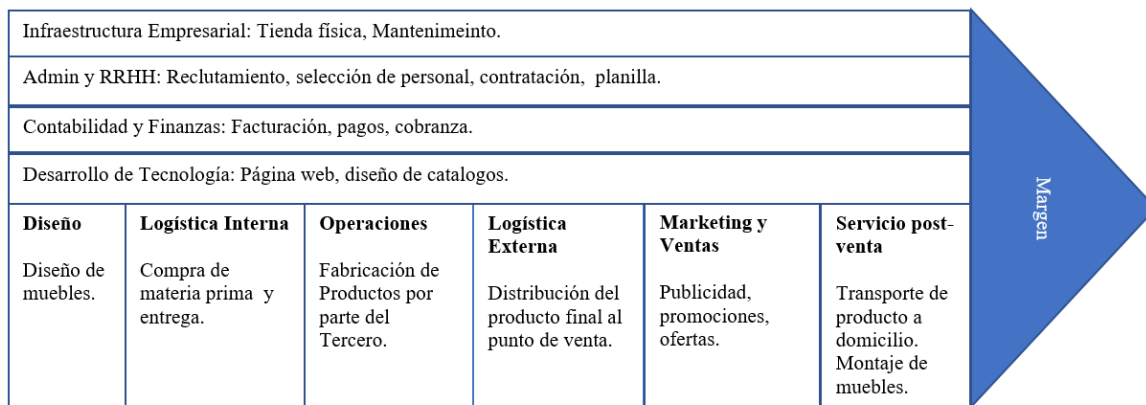 Infraestructura Empresarial: Tienda física, Mantenimeinto.
Admin y RRHH: Reclutamiento, selección de personal, contratación, planilla.
Contabilidad y Finanzas: Facturación, pagos, cobranza.
Desarrollo de Tecnología: Página web, diseño de catalogos.
Diseño
Diseño de
muebles.
Logística Interna
Compra de
materia prima y
entrega.
Operaciones
Fabricación de
Productos por
parte del
Tercero.
Logística
Externa
Distribución del
producto final al
punto de venta.
Marketing y
Ventas
Publicidad,
promociones,
ofertas.
Servicio post-
venta
Transporte de
producto a
domicilio.
Montaje de
muebles.
Margen